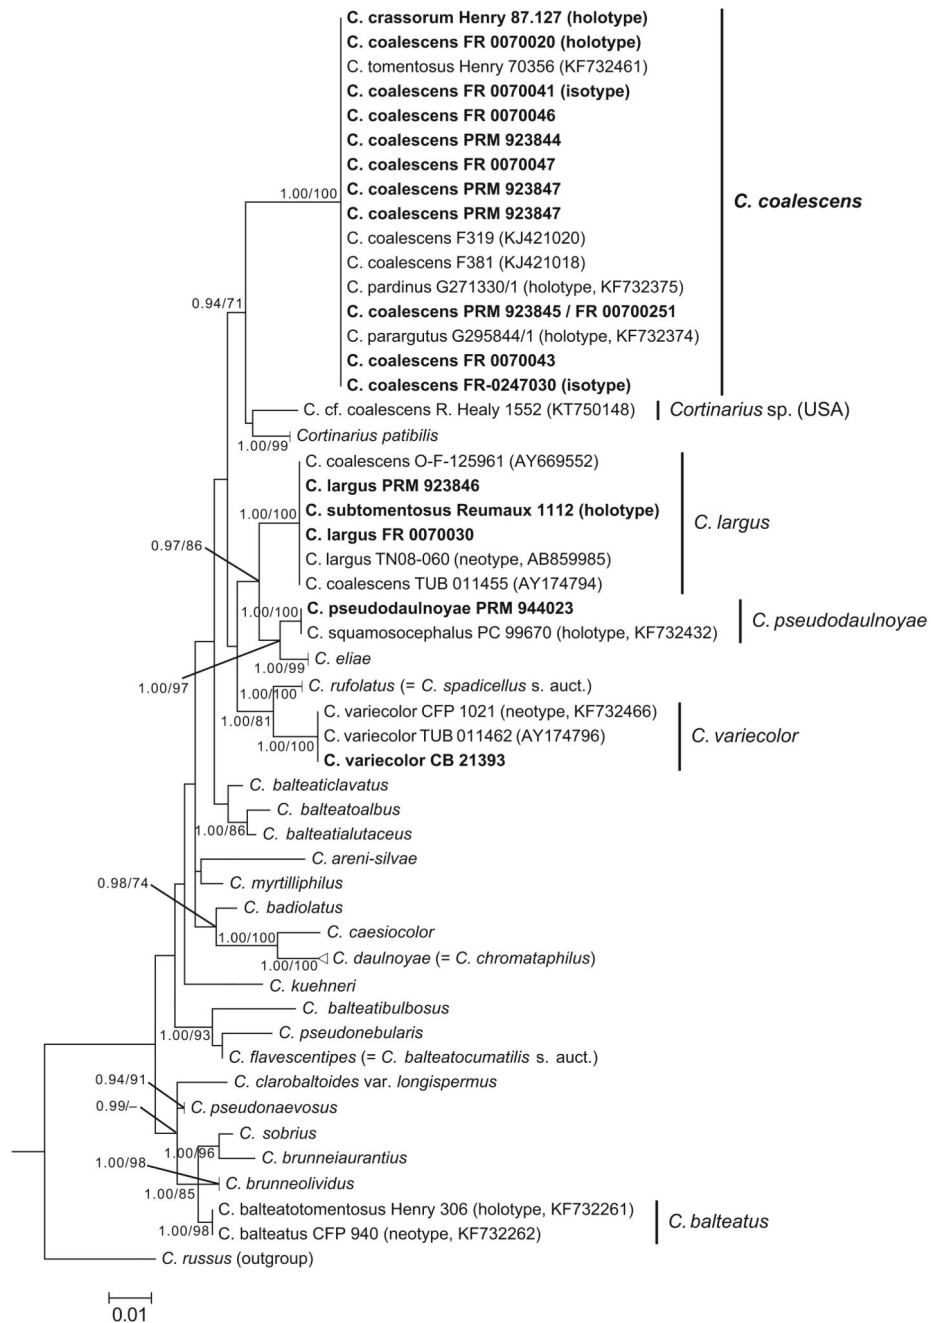 C. crassorum Henry 87.127 (holotype)
C. coalescens FR 0070020 (holotype)
C. tomentosus Henry 70356 (KF732461)
C. coalescens FR 0070041 (isotype)
C. coalescens FR 0070046
C. coalescens PRM 923844
C. coalescens FR 0070047
C. coalescens PRM 923847
1.00/100
C. coalescens
C. coalescens PRM 923847
C. coalescens F319 (KJ421020)
C. coalescens F381 (KJ421018)
C. pardinus G271330/1 (holotype, KF732375)
0.94/71
C. coalescens PRM 923845 / FR 00700251
C. parargutus G295844/1 (holotype, KF732374)
C. coalescens FR 0070043
C. coalescens FR-0247030 (isotype)
C. cf. coalescens R. Healy 1552 (KT750148)
Cortinarius sp. (USA)
Cortinarius patibilis
1.00/99
C. coalescens O-F-125961 (AY669552)
C. largus PRM 923846
C. subtomentosus Reumaux 1112 (holotype)
1.00/100
C. largus
C. largus FR 0070030
0.97/86
C. largus TN08-060 (neotype, AB859985)
C. coalescens TUB 011455 (AY174794)
C. pseudodaulnoyae PRM 944023
1.00/100
C. pseudodaulnoyae
C. squamosocephalus PC 99670 (holotype, KF732432)
C. eliae
1.00/99
1.00/97
C. rufolatus (= C. spadicellus s. auct.)
1.00/100
C. variecolor CFP 1021 (neotype, KF732466)
1.00/81
C. variecolor TUB 011462 (AY174796)
C. variecolor
1.00/100
C. variecolor CB 21393
C. balteaticlavatus
C. balteatoalbus
1.00/86
C. balteatialutaceus
C. areni-silvae
0.98/74
C. myrtilliphilus
C. badiolatus
C. caesiocolor
1.00/100
C. daulnoyae (= C. chromataphilus)
1.00/100
C. kuehneri
C. balteatibulbosus
C. pseudonebularis
1.00/93
C. flavescentipes (= C. balteatocumatilis s. auct.)
0.94/91
C. clarobaltoides var. longispermus
0.99/–
C. pseudonaevosus
C. sobrius
1.00/96
C. brunneiaurantius
1.00/98
C. brunneolividus
1.00/85
C. balteatotomentosus Henry 306 (holotype, KF732261)
C. balteatus
1.00/98
C. balteatus CFP 940 (neotype, KF732262)
C. russus (outgroup)
0.01